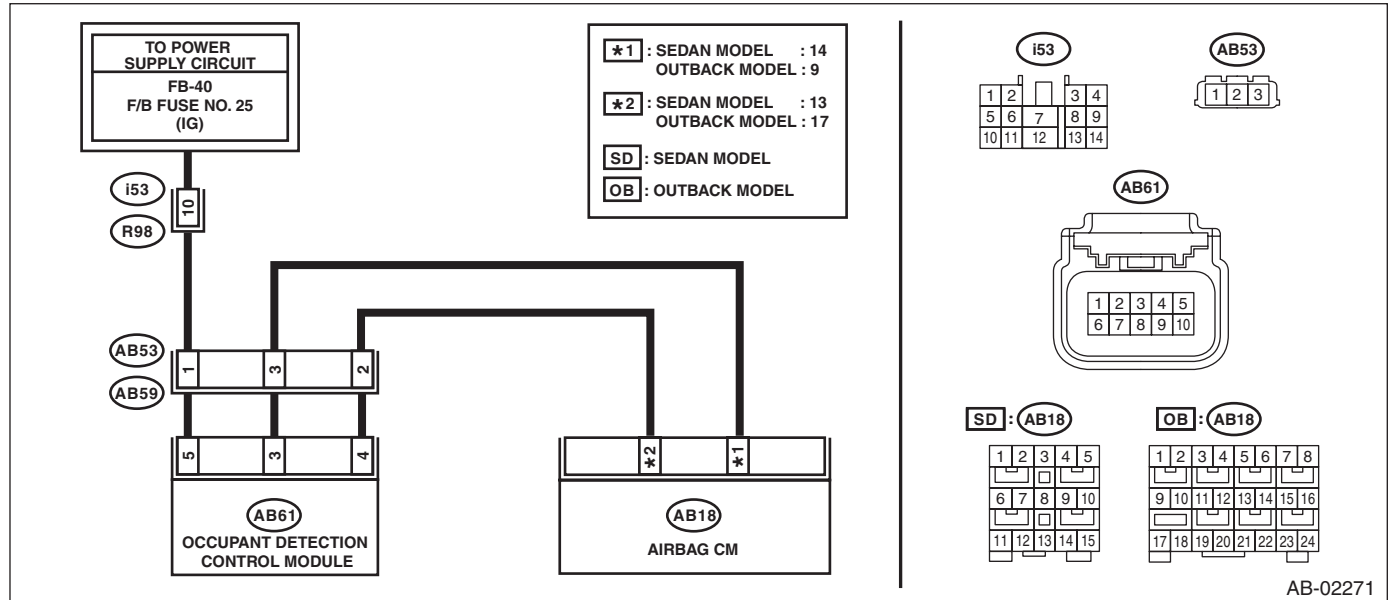 TO POWER
SUPPLY CIRCUIT
FB-40
F/B FUSE NO. 25
(IG)
i53
10
R98
AB53
1 3 2
AB59
5 3 4
AB61
OCCUPANT DETECTION
CONTROL MODULE
*2 *1
AB18
AIRBAG CM
*1 : SEDAN MODEL : 14
OUTBACK MODEL : 9
*2 : SEDAN MODEL : 13
OUTBACK MODEL : 17
SD : SEDAN MODEL
OB : OUTBACK MODEL
i53
1 2 3 4
5 6 7 8 9
10 11 12 13 14
AB53
1 2 3
AB61
1 2 3 4 5
6 7 8 9 10
SD : AB18
1 2 3 4 5
6 7 8 9 10
11 12 13 14 15
OB : AB18
1 2 3 4 5 6 7 8
9 10 11 12 13 14 15 16
17 18 19 20 21 22 23 24
AB-02271